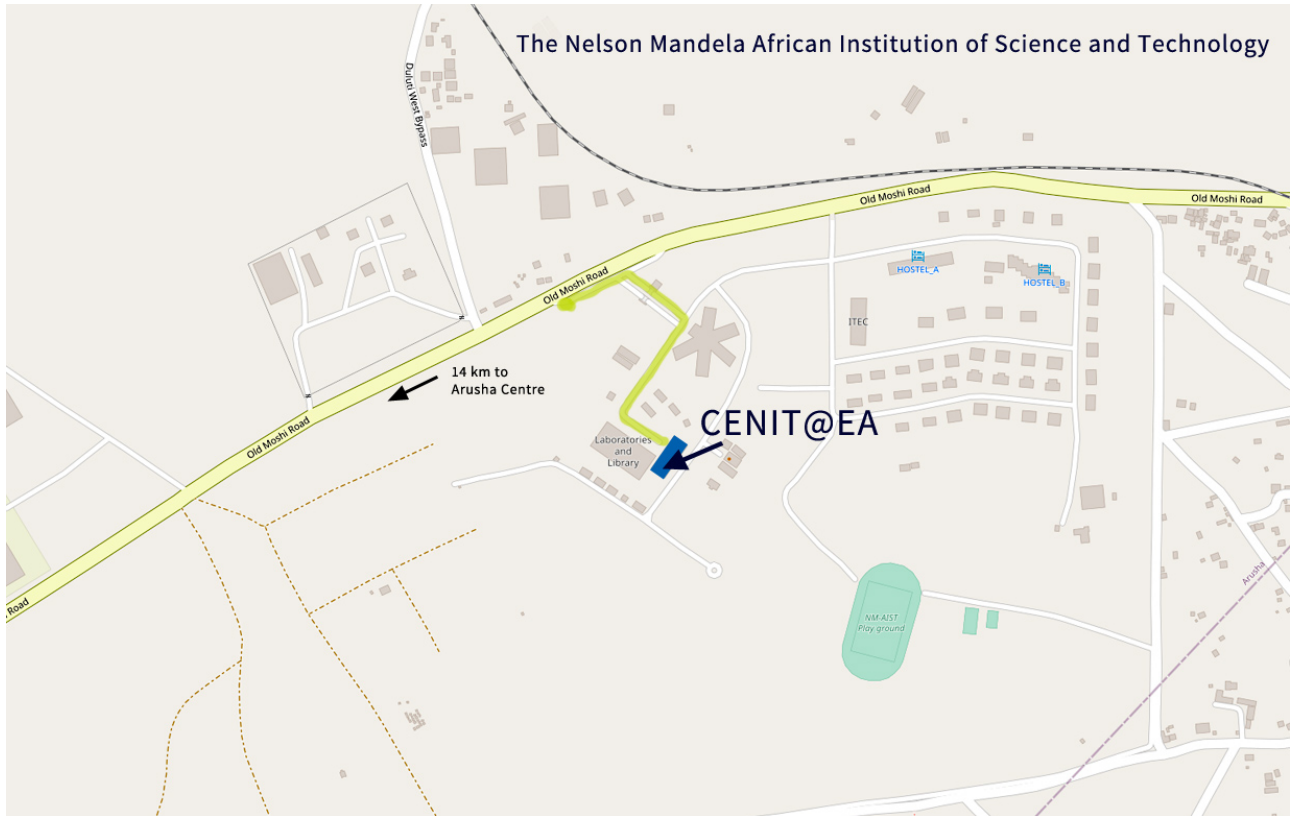 The Nelson Mandela African Institution of Science and Technology
Duluti West Bypass
Old Moshi Road
Old Moshi Road
HOSTEL_A
HOSTEL_B
Old Moshi Road
ITEC
14 km to
Arusha Centre
CENIT@EA
Old Moshi Road
Laboratories
and
Library
Arusha
Road
NM-AIST
Play ground